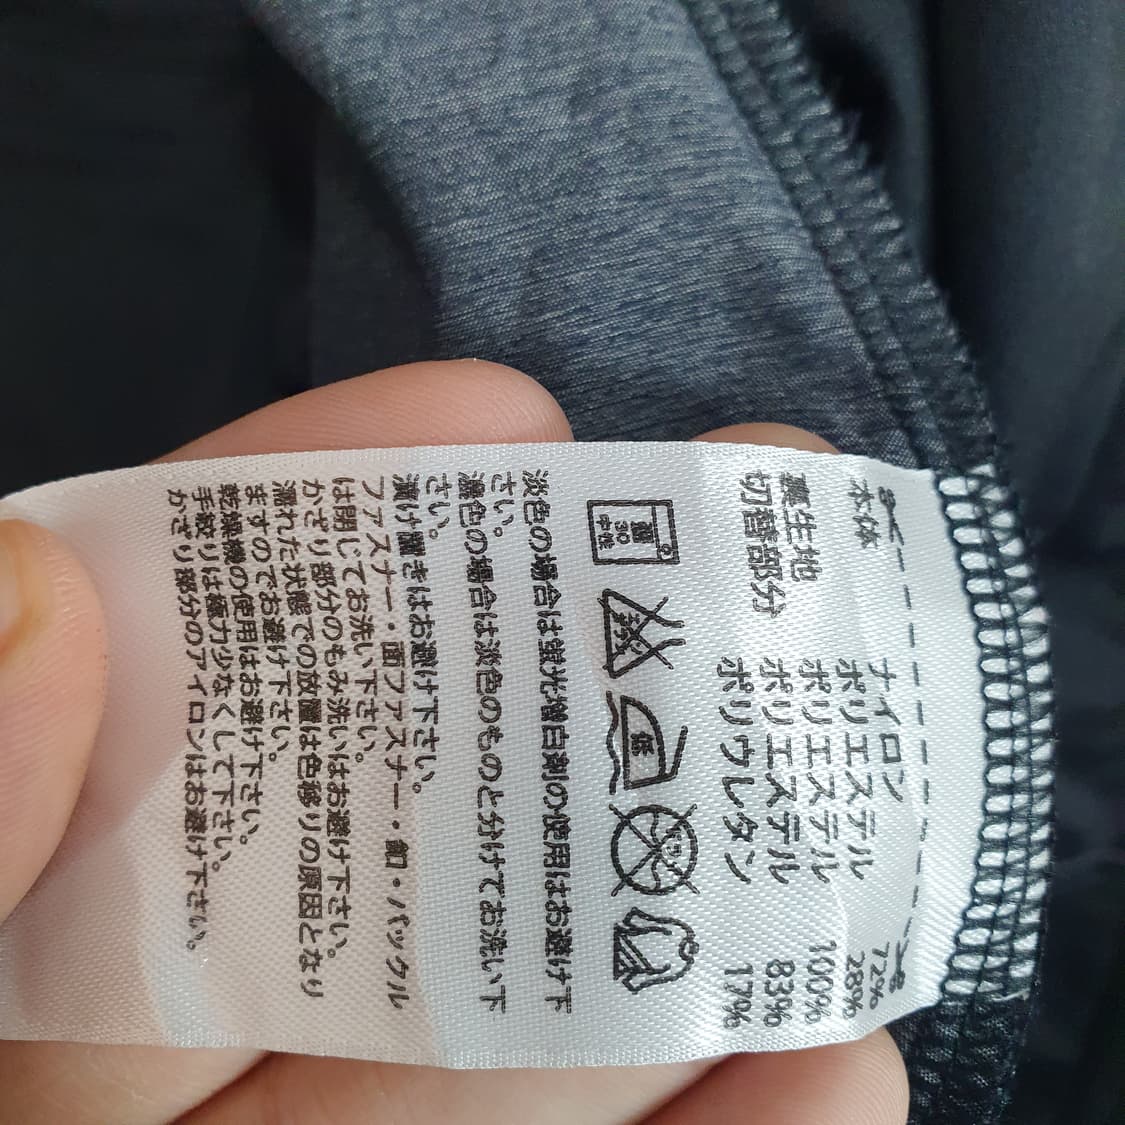 本体 ナイロン 72%
ポリエステル 28%
裏生地 ポリエステル 100%
切替部分 ポリエステル 83%
ポリウレタン 17%
30
中性
淡色の場合は蛍光増白剤の使用はお避け下
さい。
濃色の場合は淡色のものと分けてお洗い下
さい。
漬け置きはお避け下さい。
ファスナー・面ファスナー・釦・バックル
は閉じてお洗い下さい。
かざり部分のもみ洗いはお避け下さい。
濡れた状態での放置は色移りの原因となり
ますのでお避け下さい。
乾燥機の使用はお避け下さい。
手絞りは極力少なくして下さい。
かざり部分のアイロンはお避け下さい。